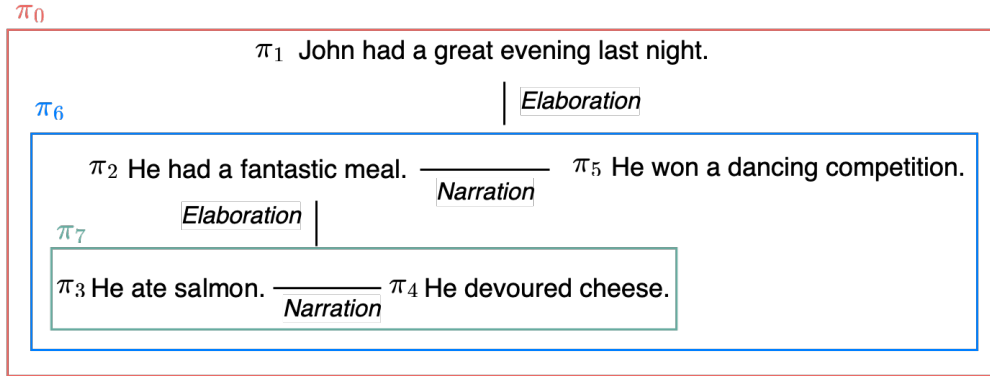 π0
π1 John had a great evening last night.
Elaboration
π6
π2 He had a fantastic meal. Narration π5 He won a dancing competition.
Elaboration
π7
π3 He ate salmon. Narration π4 He devoured cheese.